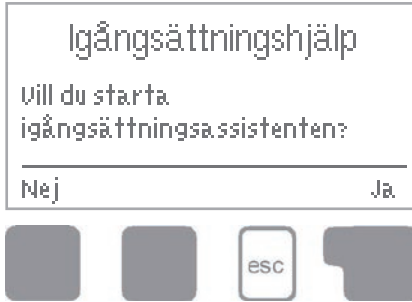 Igångsättningshjälp
Vill du starta
igångsättningsassistenten?
Nej Ja
esc